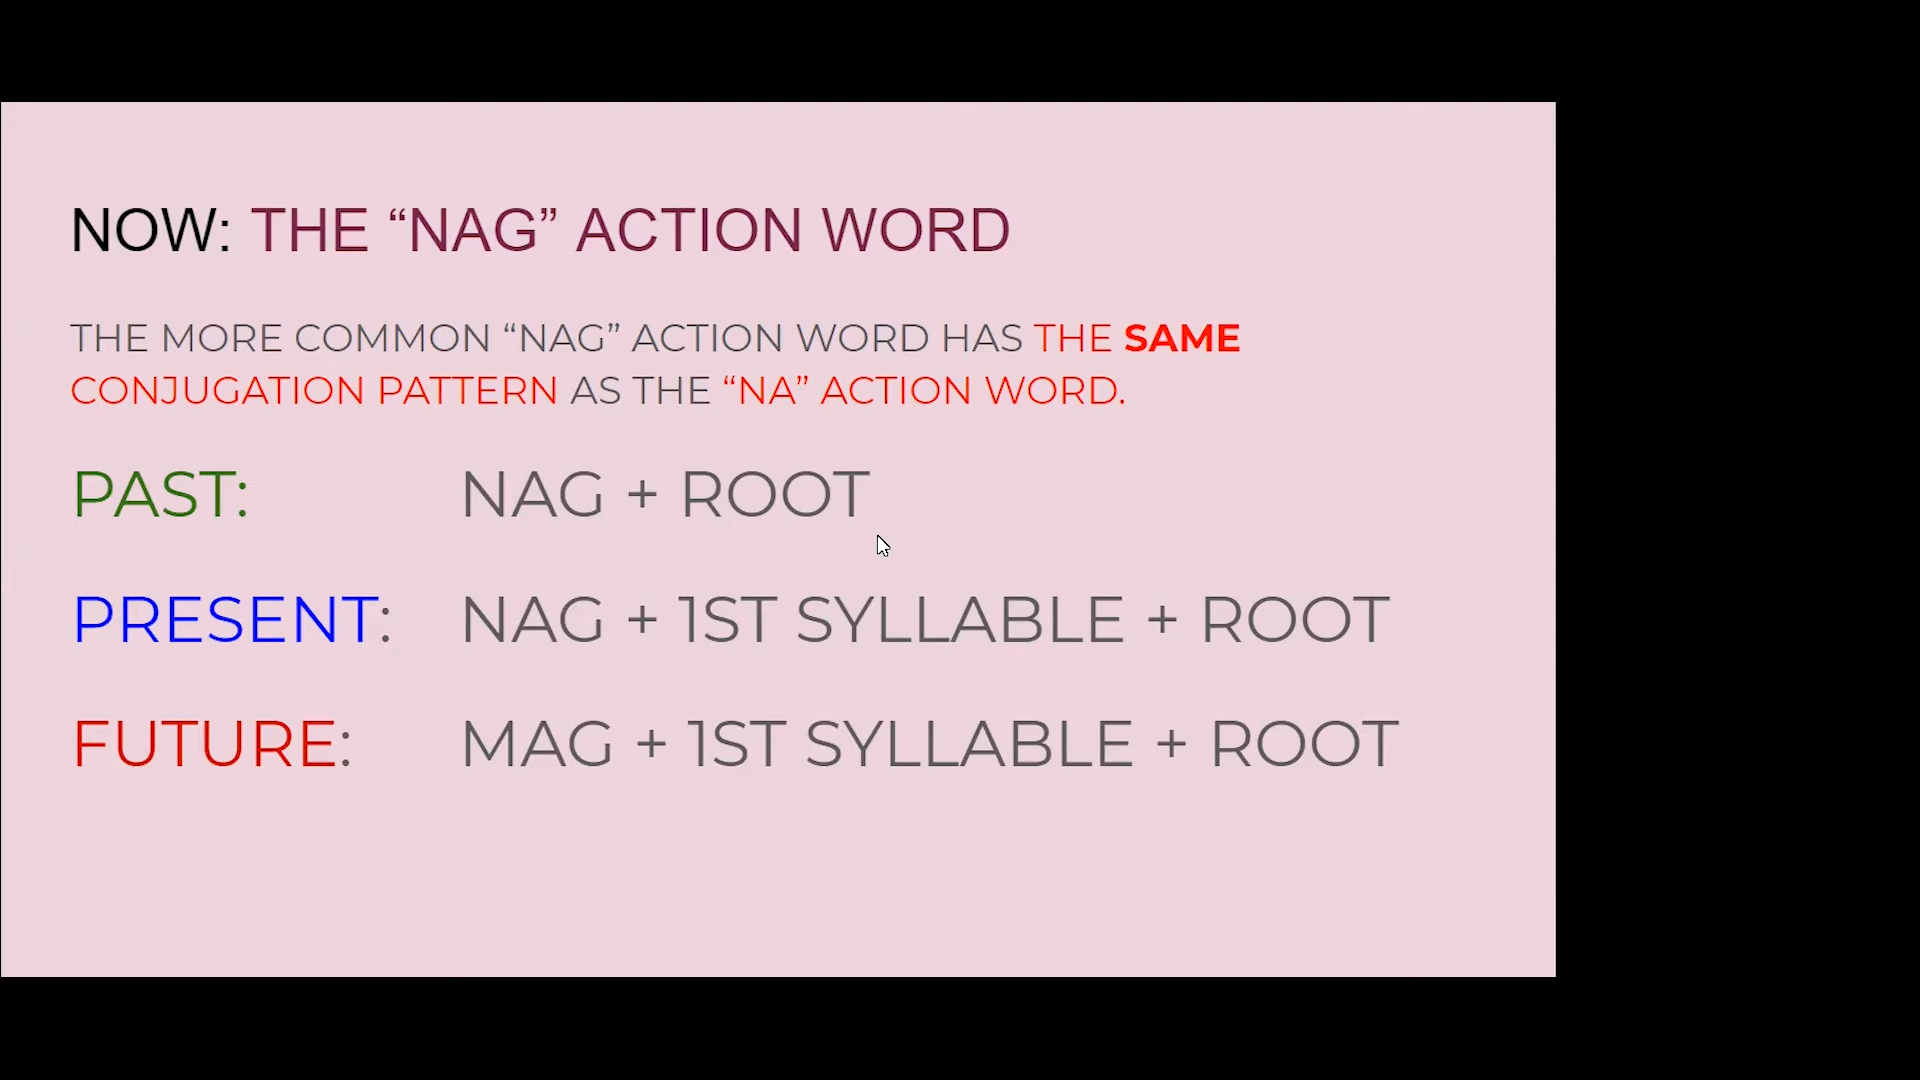 NOW: THE “NAG” ACTION WORD
THE MORE COMMON “NAG” ACTION WORD HAS THE SAME
CONJUGATION PATTERN AS THE “NA” ACTION WORD.
PAST: NAG + ROOT
PRESENT: NAG + 1ST SYLLABLE + ROOT
FUTURE: MAG + 1ST SYLLABLE + ROOT